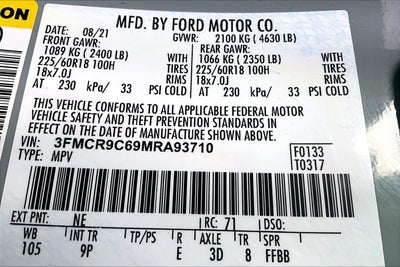 ON
MFD. BY FORD MOTOR CO.
DATE: 08/21 GVWR: 2100 KG ( 4630 LB)
FRONT GAWR: REAR GAWR:
1089 KG ( 2400 LB) WITH 1066 KG ( 2350 LB) WITH
225/60R18 100H TIRES 225/60R18 100H TIRES
18x7.0J RIMS 18x7.0J RIMS
AT 230 kPa/ 33 PSI COLD AT 230 kPa/ 33 PSI COLD
THIS VEHICLE CONFORMS TO ALL APPLICABLE FEDERAL MOTOR
VEHICLE SAFETY AND THEFT PREVENTION STANDARDS IN
EFFECT ON THE DATE OF MANUFACTURE SHOWN ABOVE.
VIN: 3FMCR9C69MRA93710 F0133
TYPE: MPV T0317
EXT PNT: NE RC: 71 DSO:
WB INT TR TP/PS R AXLE TR SPR
105 9P E 3D 8 FFBB